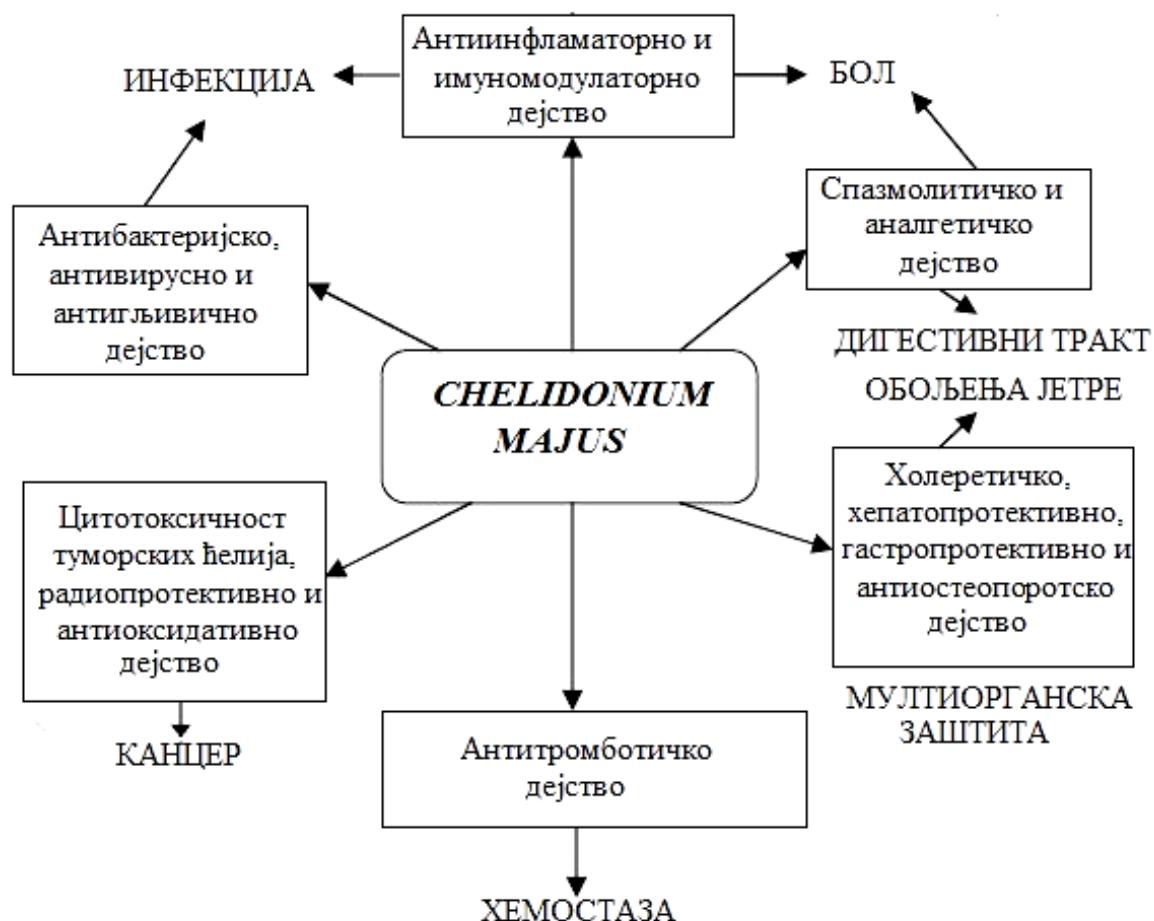 Антиинфламаторно и
имуномодулаторно
дејство
ИНФЕКЦИЈА
БОЛ
Антибактеријско,
антивирусно и
антигљивично
дејство
Спазмолитичко и
аналгетичко
дејство
ДИГЕСТИВНИ ТРАКТ
ОБОЉЕЊА ЈЕТРЕ
CHELIDONIUM
MAJUS
Цитотоксичност
туморских ћелија,
радиопротективно и
антиоксидативно
дејство
Холеретичко,
хепатопротективно,
гастропротективно и
антиостеопоротско
дејство
МУЛТИОРГАНСКА
ЗАШТИТА
КАНЦЕР
Антитромботичко
дејство
ХЕМОСТАЗА